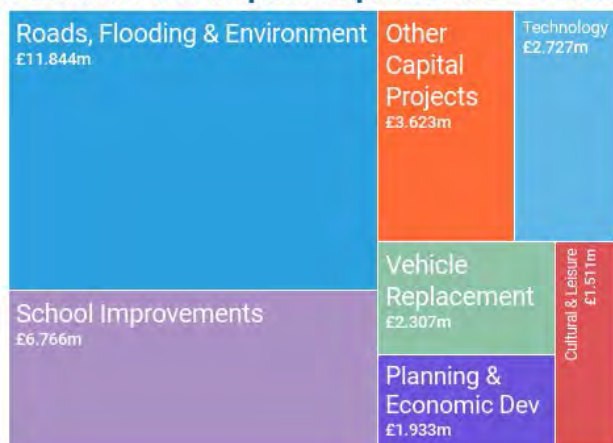 Roads, Flooding & Environment
£11.844m
Other
Capital
Projects
£3.623m
Technology
£2.727m
School Improvements
£6.766m
Vehicle
Replacement
£2.307m
Cultural & Leisure
£1.511m
Planning &
Economic Dev
£1.933m